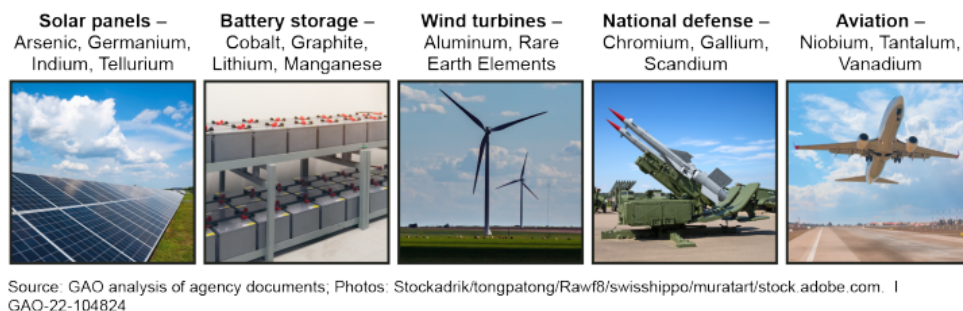 Solar panels –
Arsenic, Germanium,
Indium, Tellurium
Battery storage –
Cobalt, Graphite,
Lithium, Manganese
Wind turbines –
Aluminum, Rare
Earth Elements
National defense –
Chromium, Gallium,
Scandium
Aviation –
Niobium, Tantalum,
Vanadium
Source: GAO analysis of agency documents; Photos: Stockadrik/tongpatong/Rawf8/swisshippo/muratart/stock.adobe.com. I
GAO-22-104824